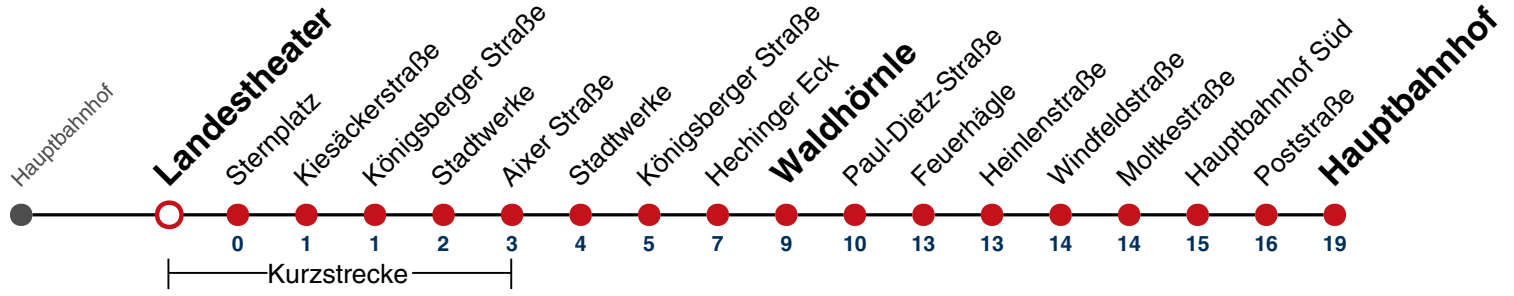 Hauptbahnhof
Landestheater
Sternplatz
Kiesäckerstraße
Königsberger Straße
Stadtwerke
Aixer Straße
Stadtwerke
Königsberger Straße
Hechinger Eck
Waldhörnle
Paul-Dietz-Straße
Feuerhägle
Heinlenstraße
Windfeldstraße
Moltkestraße
Hauptbahnhof Süd
Poststraße
Hauptbahnhof
0 1 1 2 3 4 5 7 9 10 13 13 14 14 15 16 19
Kurzstrecke